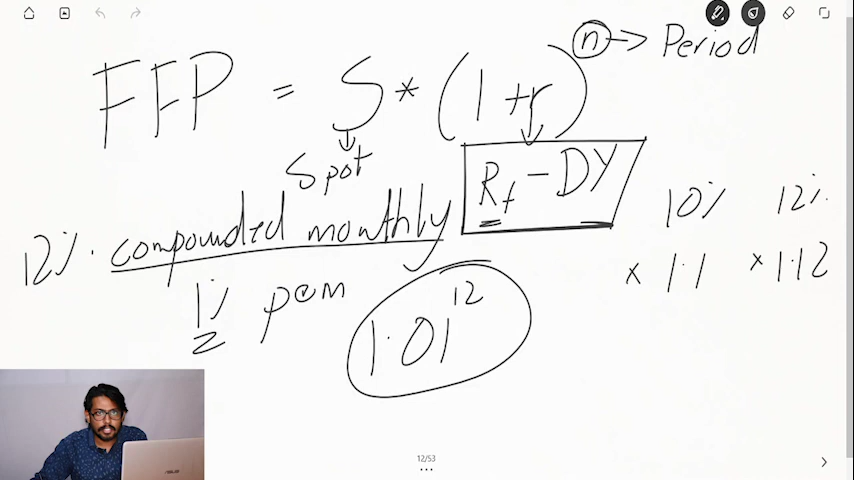 FFP = S * (1 + r)ⁿ → Period
Spot
Rf - DY
10% 12%
12% compounded monthly
× 1.1 × 1.12
1% p@m
1.01¹²
12/53
ASUS